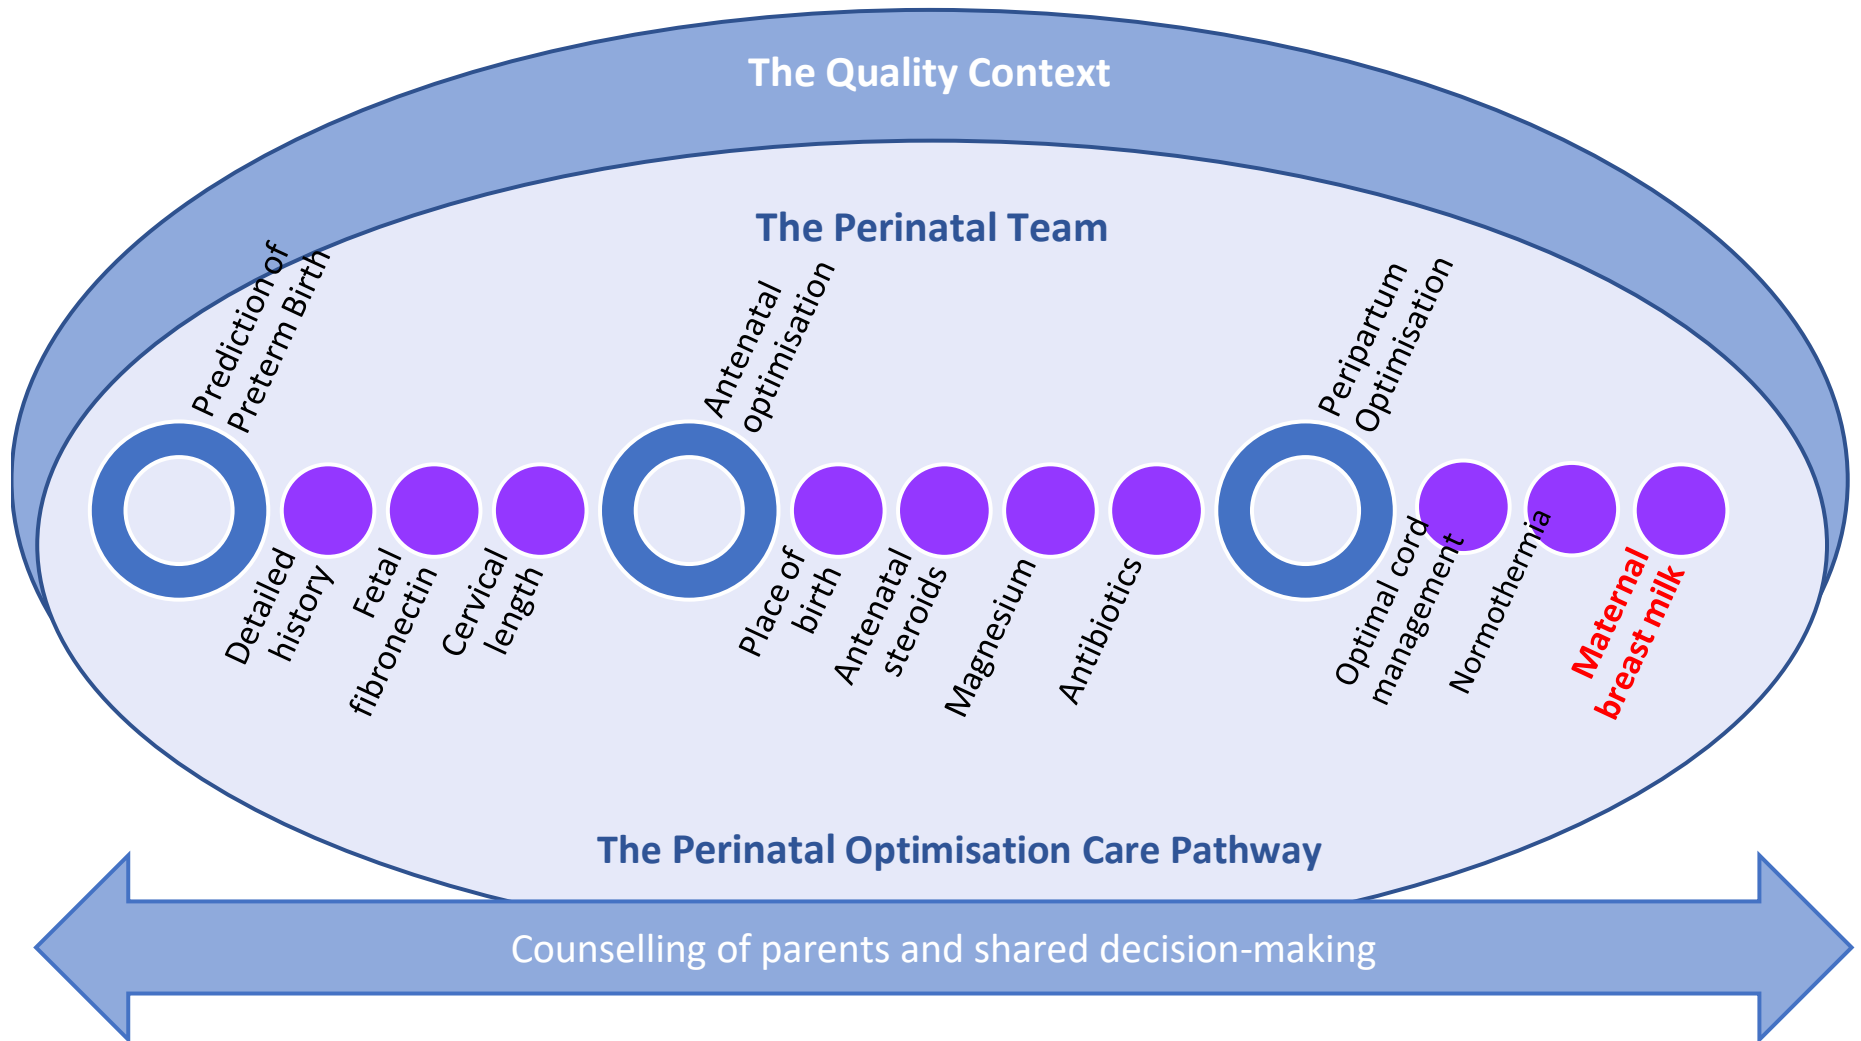 The Quality Context
The Perinatal Team
Prediction of
Preterm Birth
Detailed
history
Fetal
fibronectin
Cervical
length
Antenatal
optimisation
Place of
birth
Antenatal
steroids
Magnesium
Antibiotics
Peripartum
Optimisation
Optimal cord
management
Normothermia
Maternal
breast milk
The Perinatal Optimisation Care Pathway
Counselling of parents and shared decision-making